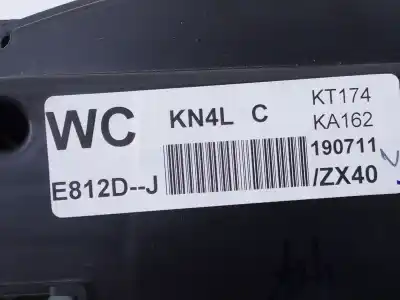 WC KN4L C KT174
KA162
190711
E812D--J /ZX40